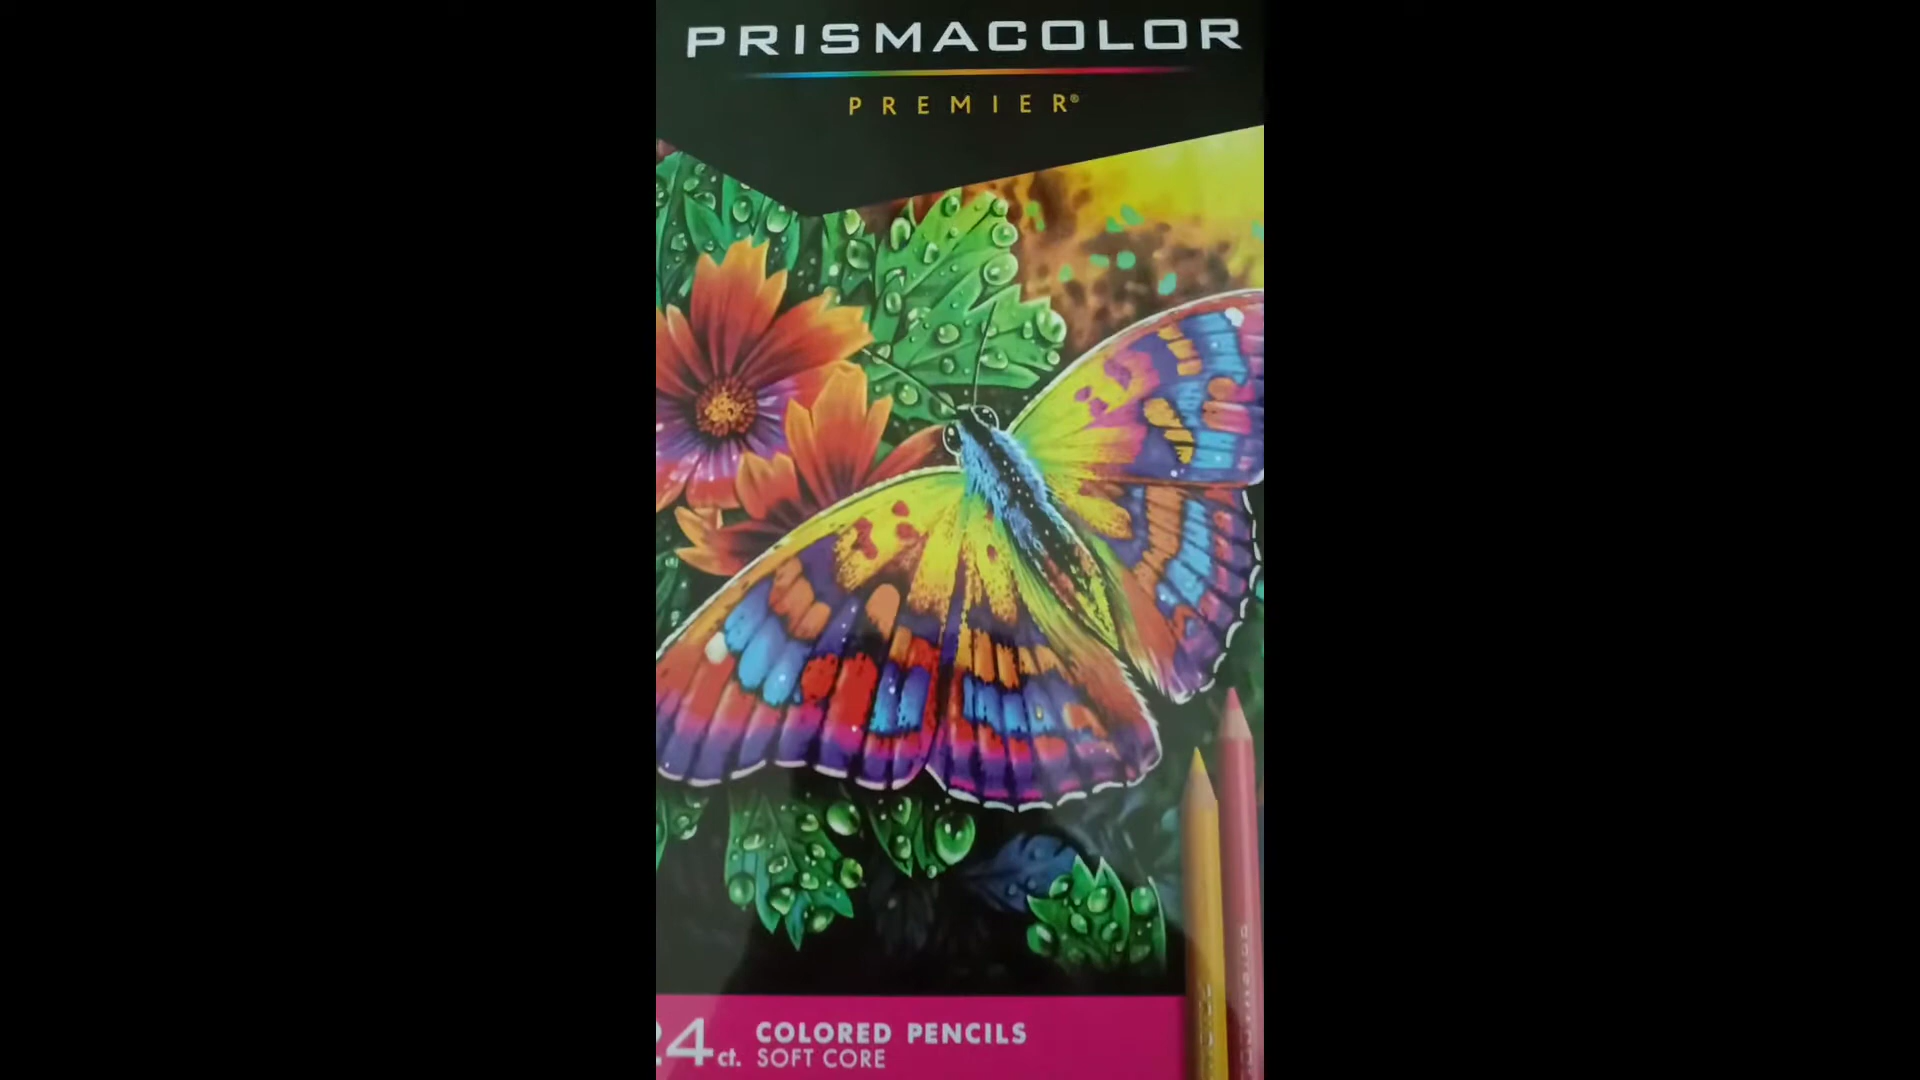 PRISMACOLOR
PREMIER®
24 ct.
COLORED PENCILS
SOFT CORE